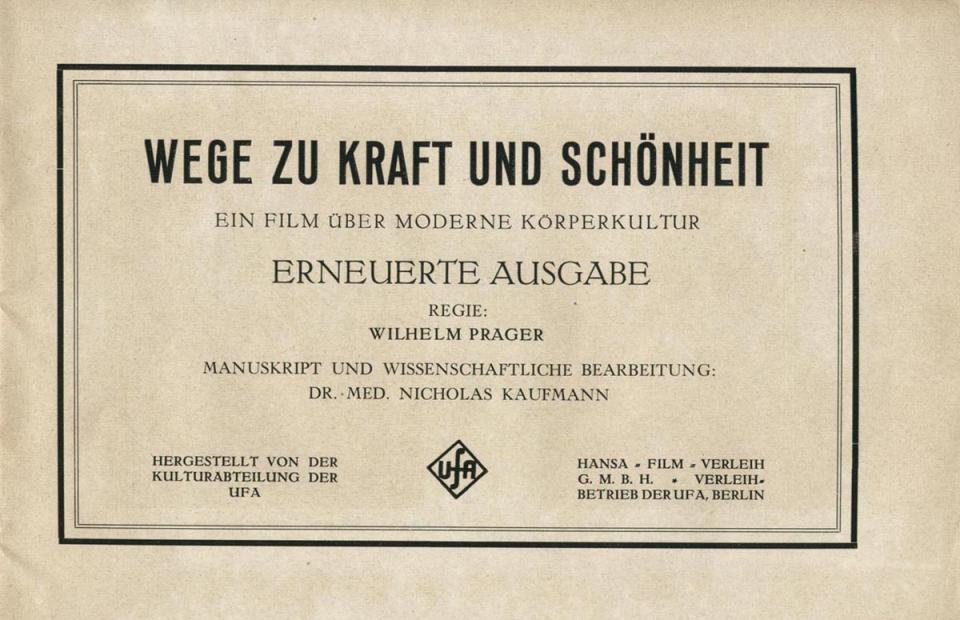 WEGE ZU KRAFT UND SCHÖNHEIT
EIN FILM ÜBER MODERNE KÖRPERKULTUR
ERNEUERTE AUSGABE
REGIE:
WILHELM PRAGER
MANUSKRIPT UND WISSENSCHAFTLICHE BEARBEITUNG:
DR. MED. NICHOLAS KAUFMANN
HERGESTELLT VON DER
KULTURABTEILUNG DER
UFA
UFA
HANSA - FILM - VERLEIH
G. M. B. H. - VERLEIH-
BETRIEB DER UFA, BERLIN